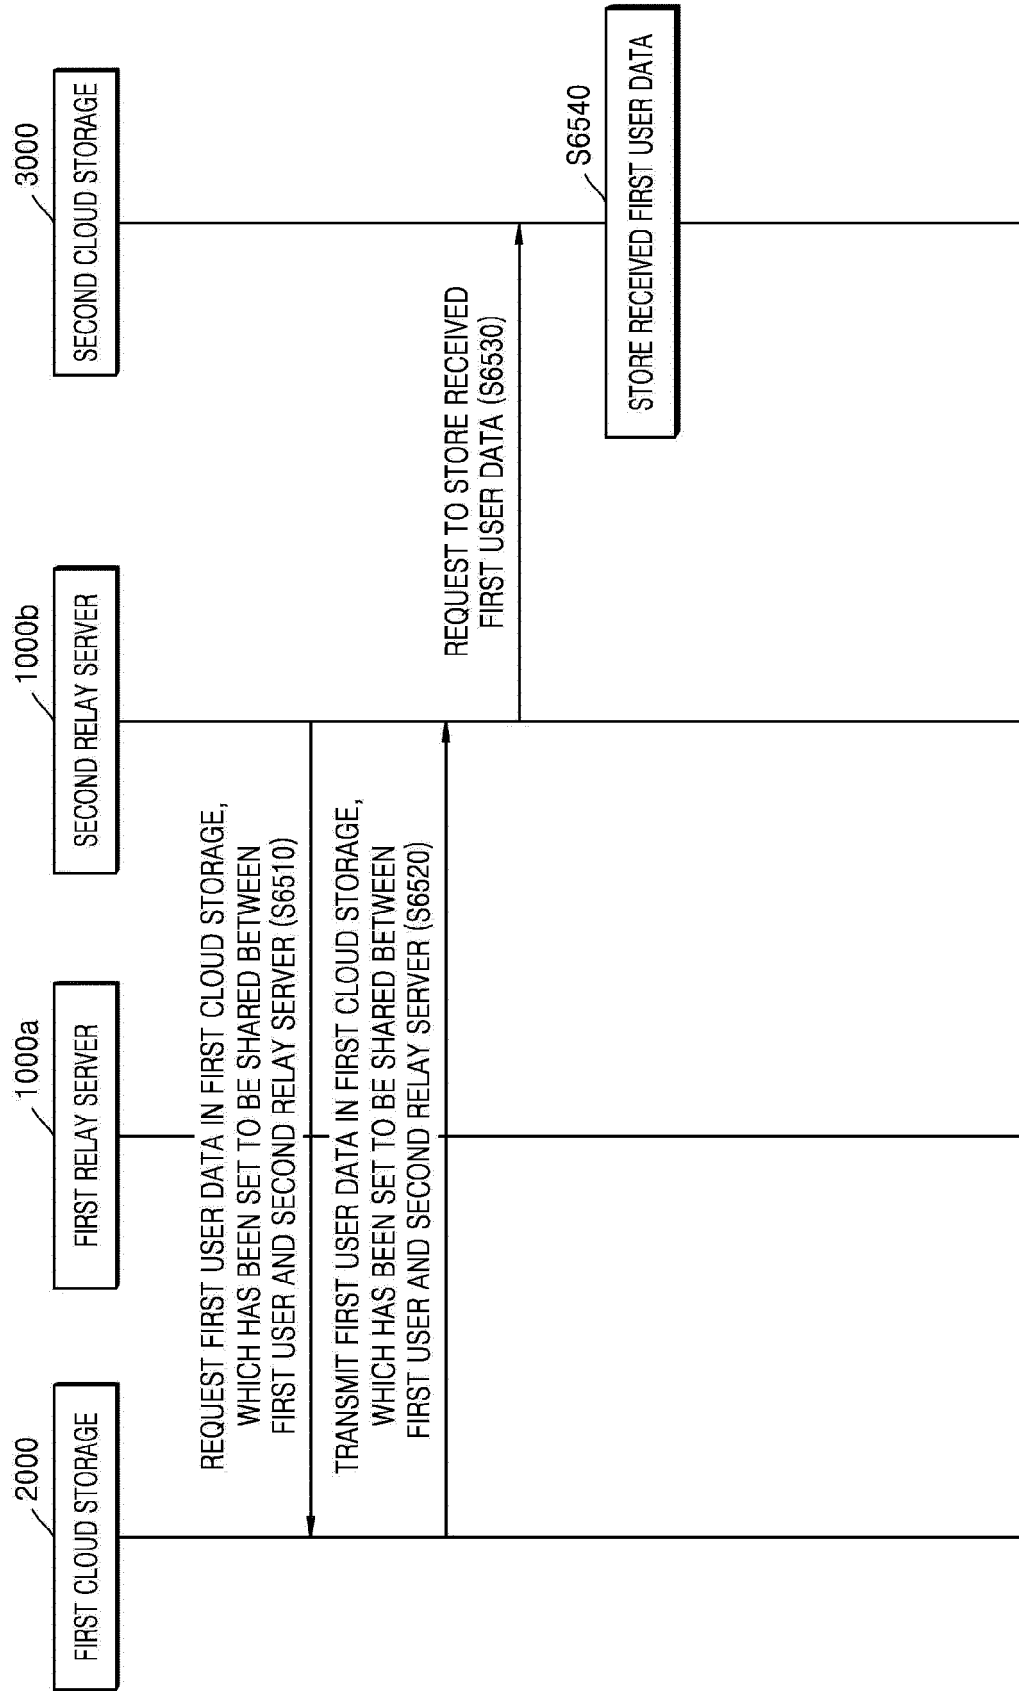 2000
FIRST CLOUD STORAGE
1000a
FIRST RELAY SERVER
1000b
SECOND RELAY SERVER
3000
SECOND CLOUD STORAGE
REQUEST FIRST USER DATA IN FIRST CLOUD STORAGE,
WHICH HAS BEEN SET TO BE SHARED BETWEEN
FIRST USER AND SECOND RELAY SERVER (S6510)
TRANSMIT FIRST USER DATA IN FIRST CLOUD STORAGE,
WHICH HAS BEEN SET TO BE SHARED BETWEEN
FIRST USER AND SECOND RELAY SERVER (S6520)
REQUEST TO STORE RECEIVED
FIRST USER DATA (S6530)
S6540
STORE RECEIVED FIRST USER DATA